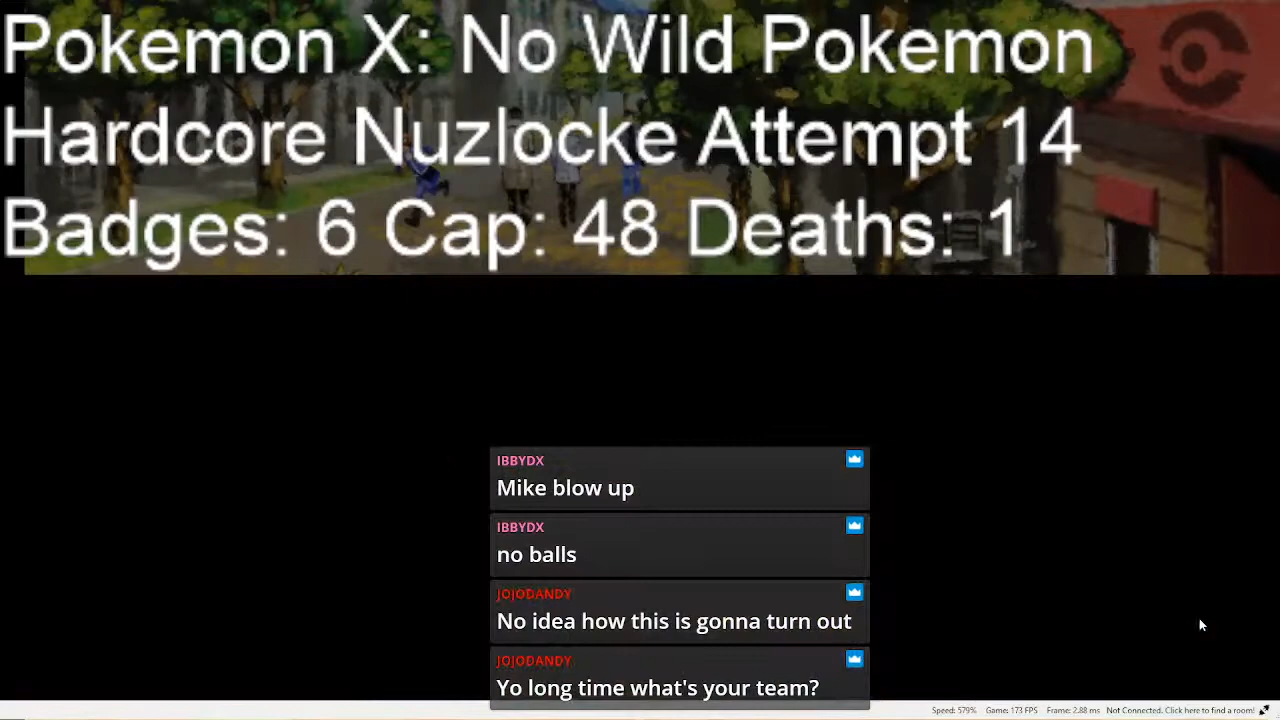 Pokemon X: No Wild Pokemon
Hardcore Nuzlocke Attempt 14
Badges: 6 Cap: 48 Deaths: 1
IBBYDX
Mike blow up
IBBYDX
no balls
JOJODANDY
No idea how this is gonna turn out
JOJODANDY
Yo long time what's your team?
Speed: 579% Game: 173 FPS Frame: 2.88 ms Not Connected. Click here to find a room!